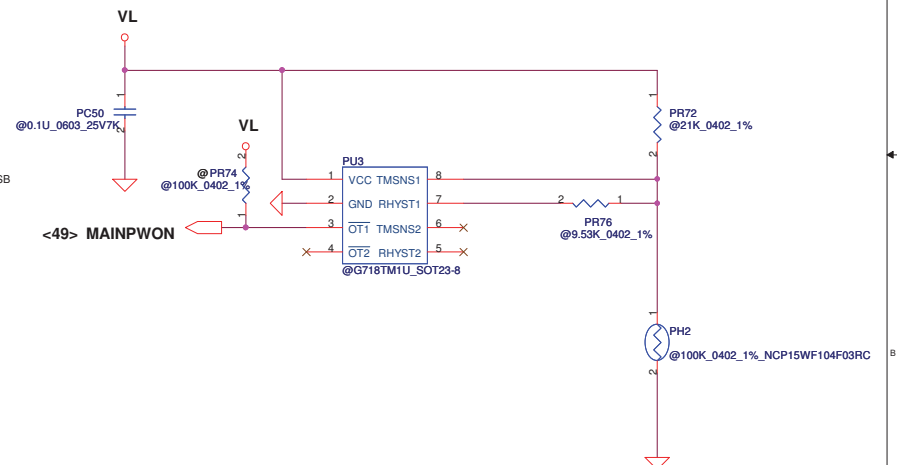 VL
1
PC50
@0.1U_0603_25V7K
2
VL
2
@PR74
@100K_0402_1%
1
SB
<49> MAINPWON
PU3
1 VCC TMSNS1 8
2 GND RHYST1 7
3 OT1 TMSNS2 6
4 OT2 RHYST2 5
@G718TM1U_SOT23-8
1
PR72
@21K_0402_1%
2
2 1
PR76
@9.53K_0402_1%
1
PH2
@100K_0402_1%_NCP15WF104F03RC
2
B